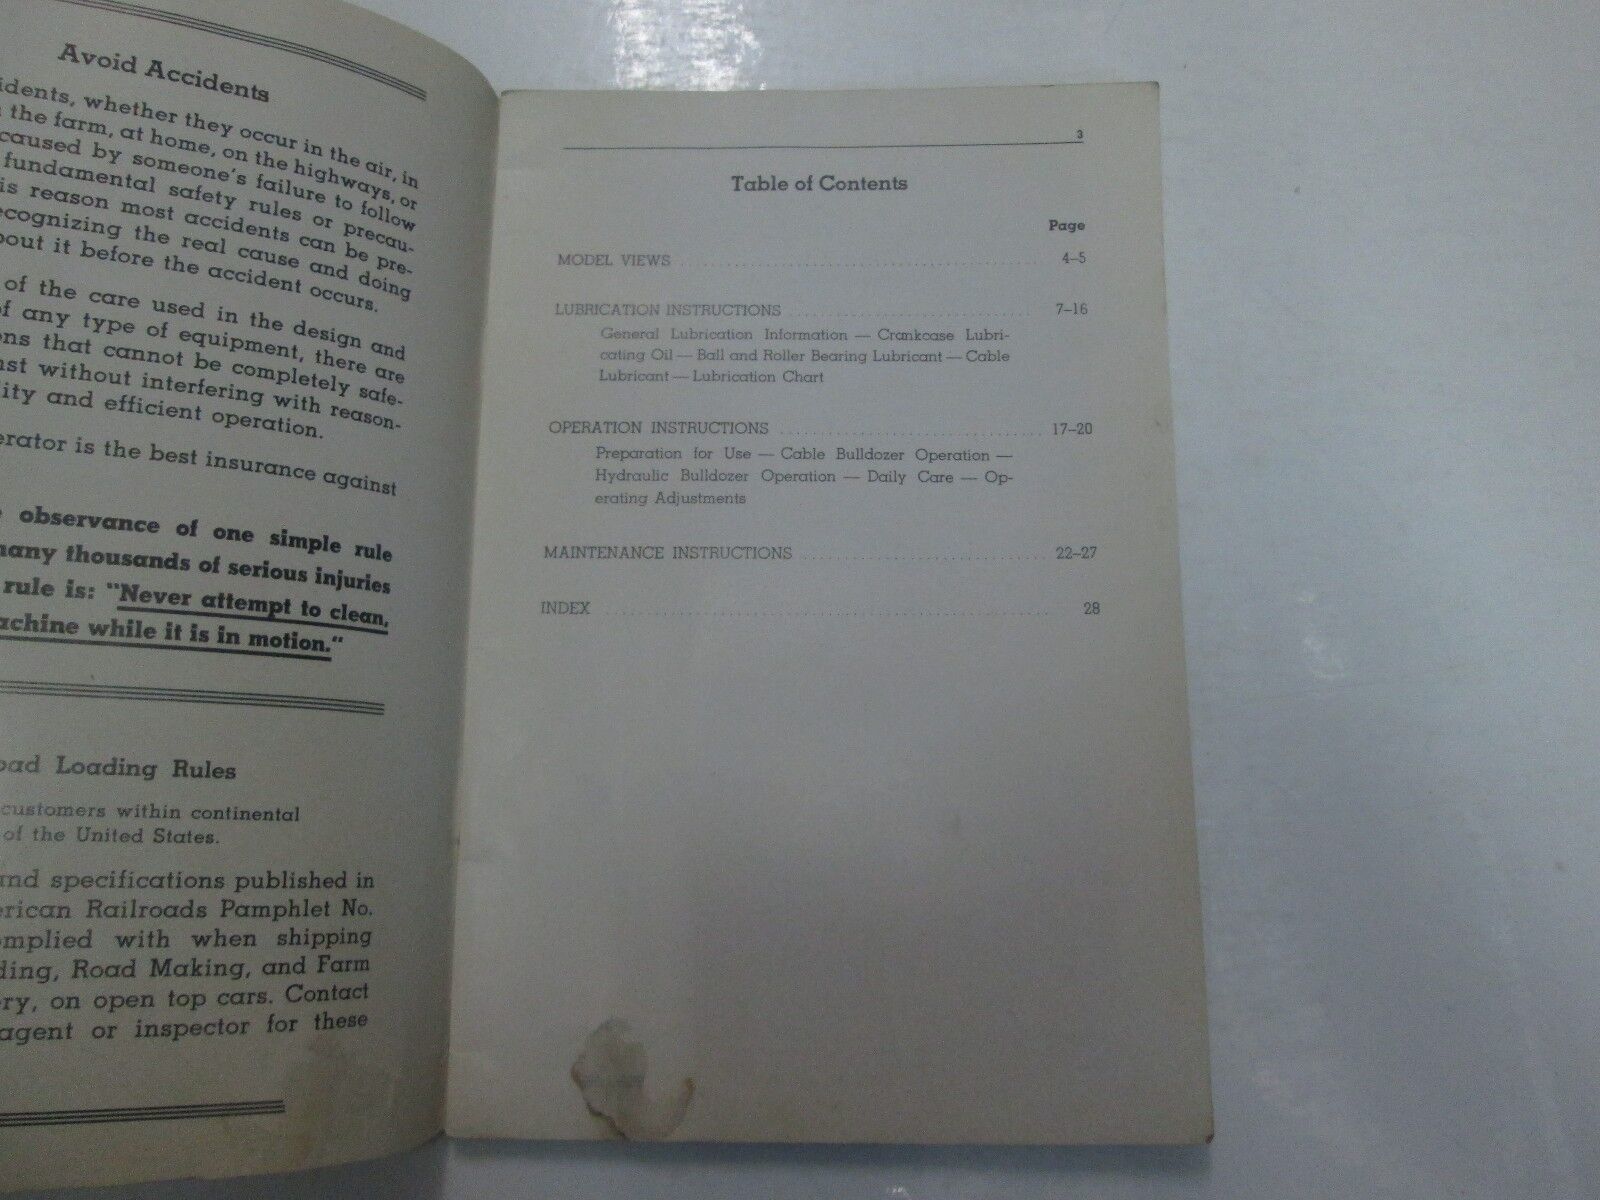 Avoid Accidents
idents, whether they occur in the air, in
the farm, at home, on the highways, or
caused by someone's failure to follow
fundamental safety rules or precau-
is reason most accidents can be pre-
ecognizing the real cause and doing
bout it before the accident occurs.
of the care used in the design and
of any type of equipment, there are
ons that cannot be completely safe-
nst without interfering with reason-
ity and efficient operation.
erator is the best insurance against
observance of one simple rule
many thousands of serious injuries
rule is: "Never attempt to clean,
achine while it is in motion."
oad Loading Rules
customers within continental
of the United States.
and specifications published in
erican Railroads Pamphlet No.
omplied with when shipping
ding, Road Making, and Farm
ery, on open top cars. Contact
agent or inspector for these
3
Table of Contents
Page
MODEL VIEWS 4–5
LUBRICATION INSTRUCTIONS 7–16
General Lubrication Information — Crankcase Lubri-
cating Oil — Ball and Roller Bearing Lubricant — Cable
Lubricant — Lubrication Chart
OPERATION INSTRUCTIONS 17–20
Preparation for Use — Cable Bulldozer Operation —
Hydraulic Bulldozer Operation — Daily Care — Op-
erating Adjustments
MAINTENANCE INSTRUCTIONS 22–27
INDEX 28